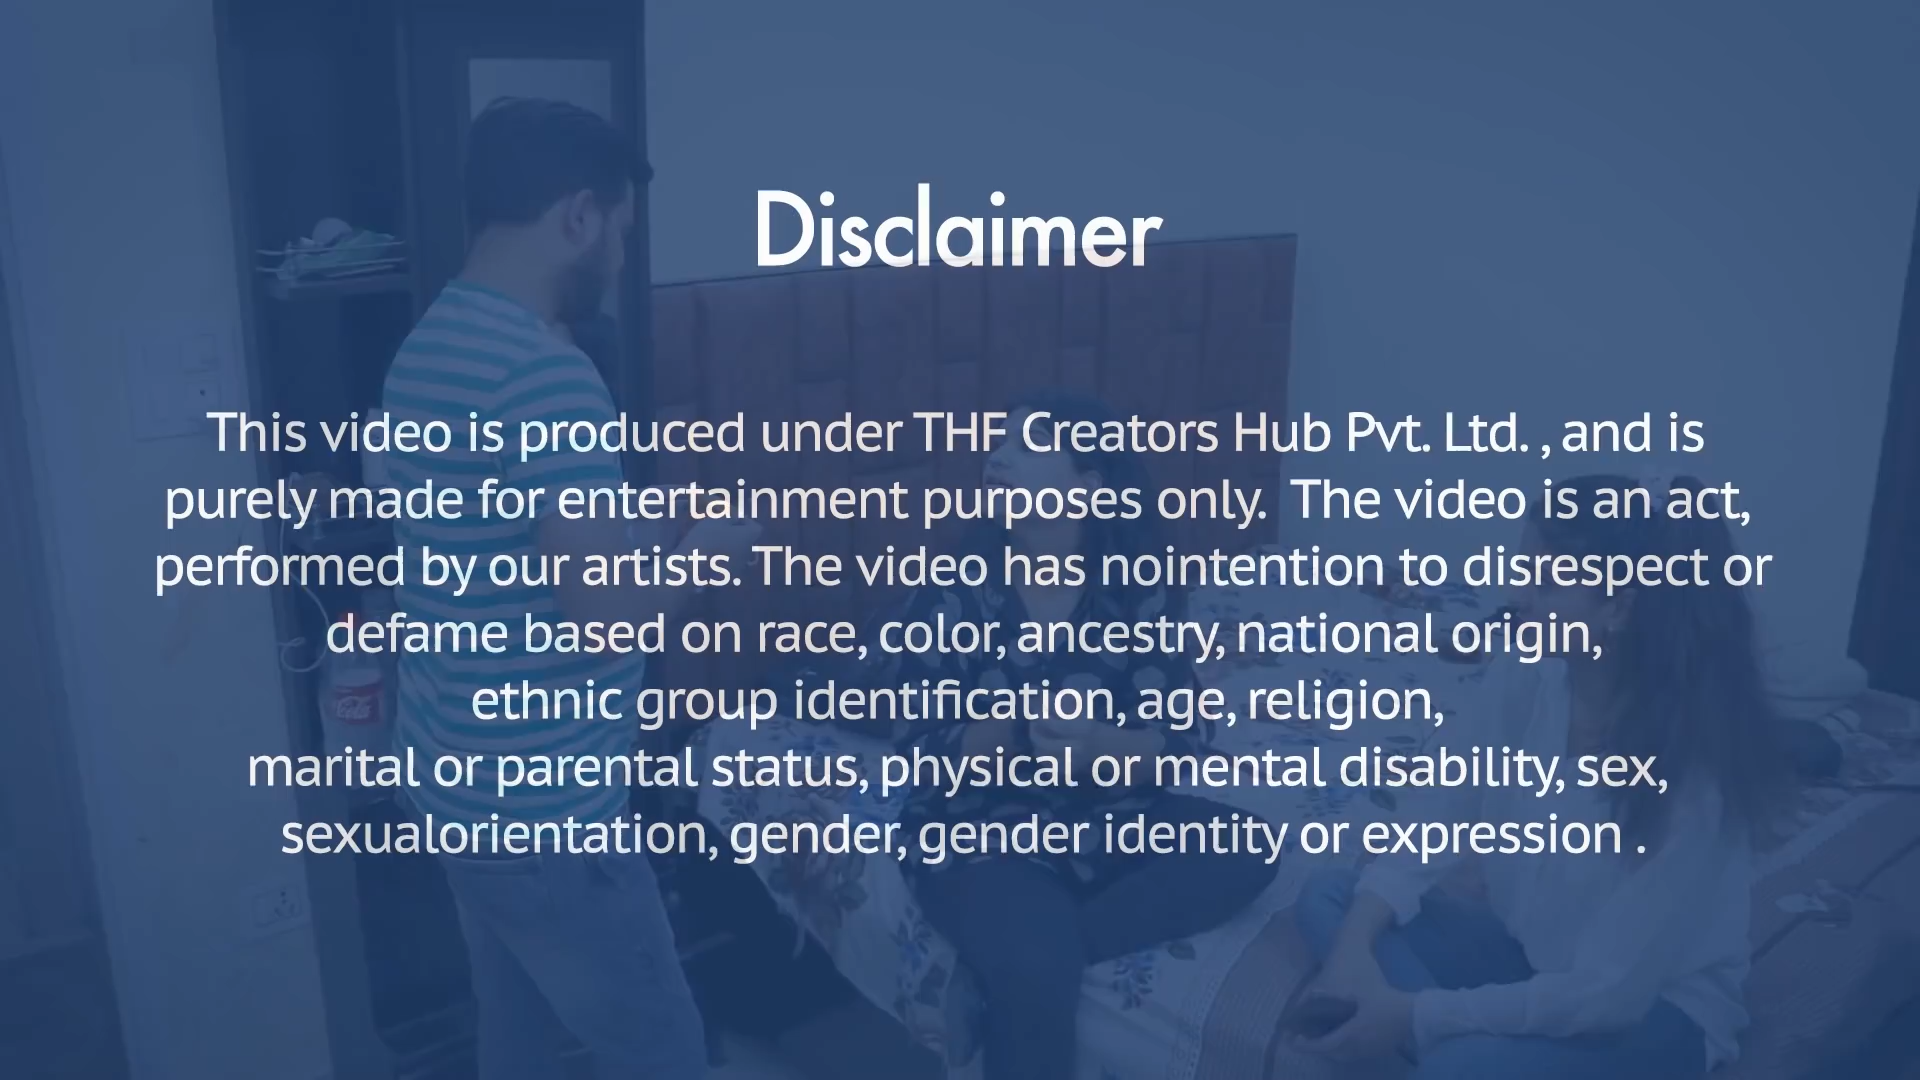 Disclaimer
This video is produced under THF Creators Hub Pvt. Ltd. , and is
purely made for entertainment purposes only.  The video is an act,
performed by our artists. The video has nointention to disrespect or
defame based on race, color, ancestry, national origin,
ethnic group identification, age, religion,
marital or parental status, physical or mental disability, sex,
sexualorientation, gender, gender identity or expression .
Coca-Cola